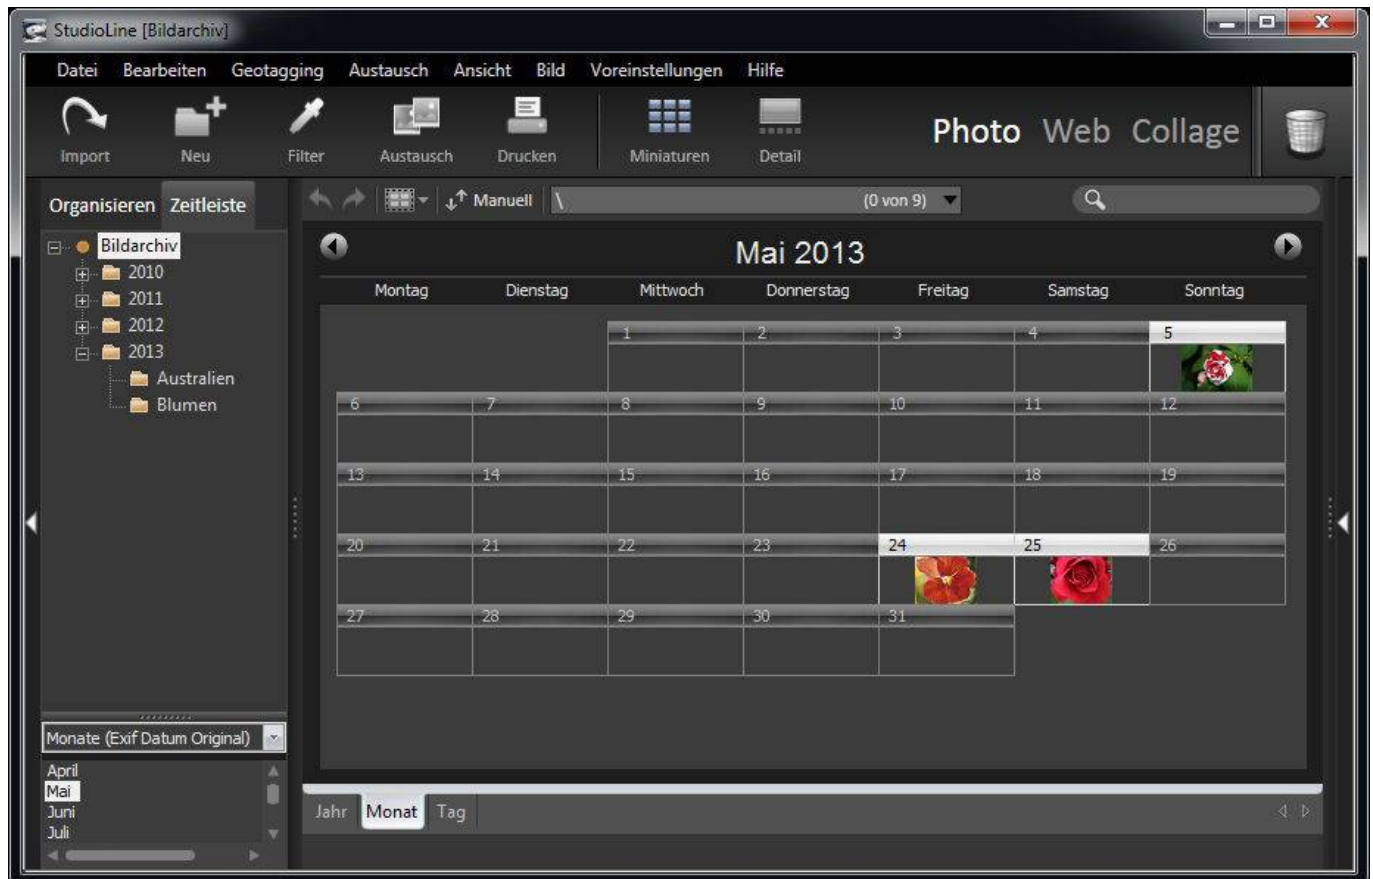 StudioLine [Bildarchiv]
Datei Bearbeiten Geotagging Austausch Ansicht Bild Voreinstellungen Hilfe
Import Neu Filter Austausch Drucken Miniaturen Detail
Photo Web Collage
Organisieren Zeitleiste
Manuell \ (0 von 9)
Bildarchiv
2010
2011
2012
2013
Australien
Blumen
Mai 2013
Montag Dienstag Mittwoch Donnerstag Freitag Samstag Sonntag
1 2 3 4 5
6 7 8 9 10 11 12
13 14 15 16 17 18 19
20 21 22 23 24 25 26
27 28 29 30 31
Monate (Exif Datum Original)
April
Mai
Juni
Juli
Jahr Monat Tag